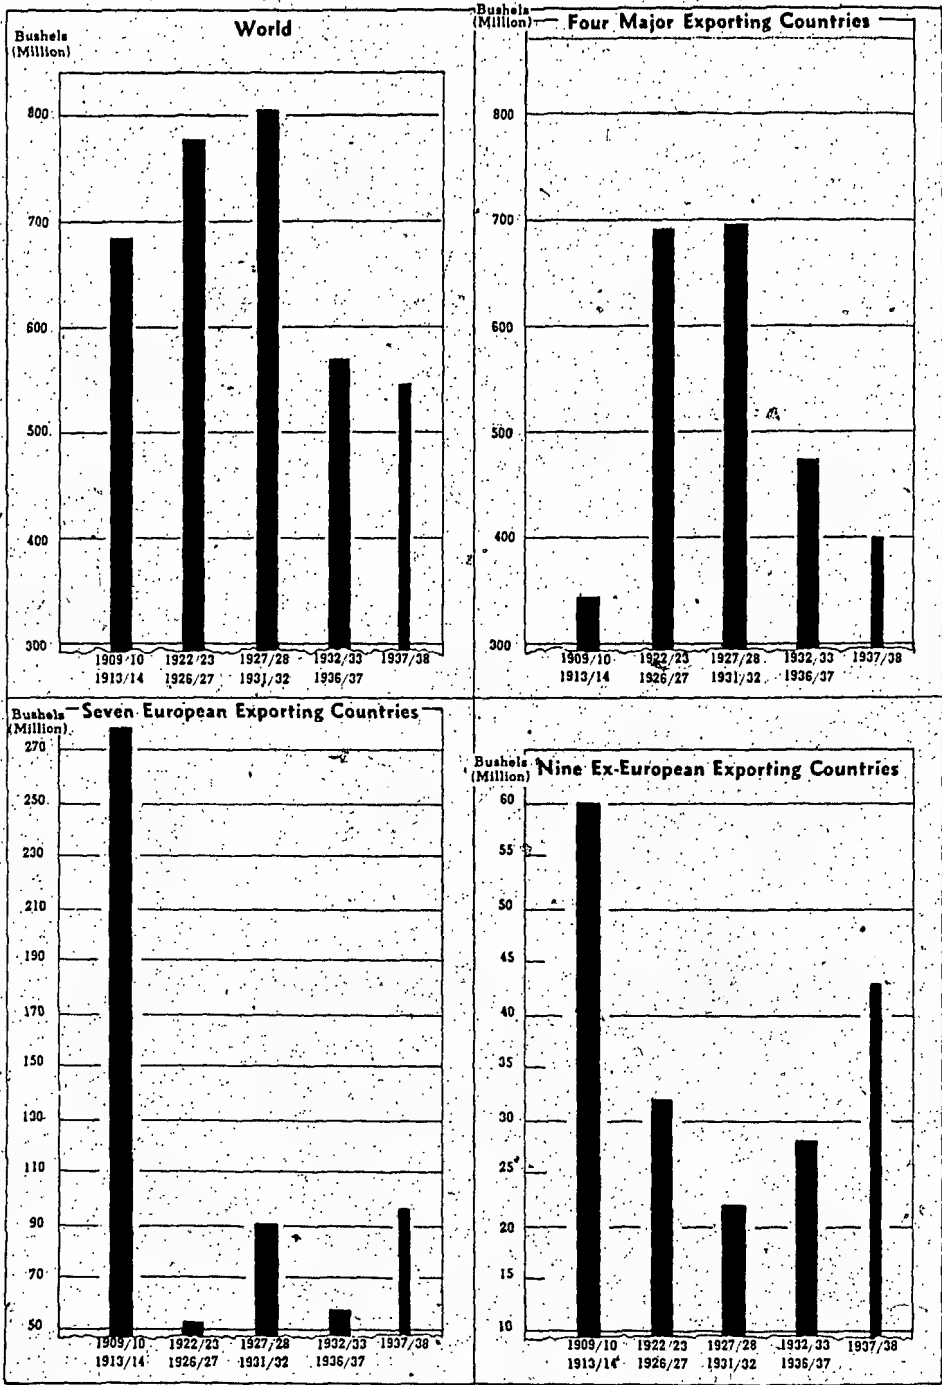 World
Bushels
(Million)
800
700
600
500
400
300
1909/10 1922/23 1927/28 1932/33 1937/38
1913/14 1926/27 1931/32 1936/37
Bushels
(Million)
Four Major Exporting Countries
800
700
600
500
400
300
1909/10 1922/23 1927/28 1932/33 1937/38
1913/14 1926/27 1931/32 1936/37
Bushels
(Million)
Seven European Exporting Countries
270
250
230
210
190
170
150
130
110
90
70
50
1909/10 1922/23 1927/28 1932/33 1937/38
1913/14 1926/27 1931/32 1936/37
Bushels
(Million)
Nine Ex-European Exporting Countries
60
55
50
45
40
35
30
25
20
15
10
1909/10 1922/23 1927/28 1932/33 1937/38
1913/14 1926/27 1931/32 1936/37